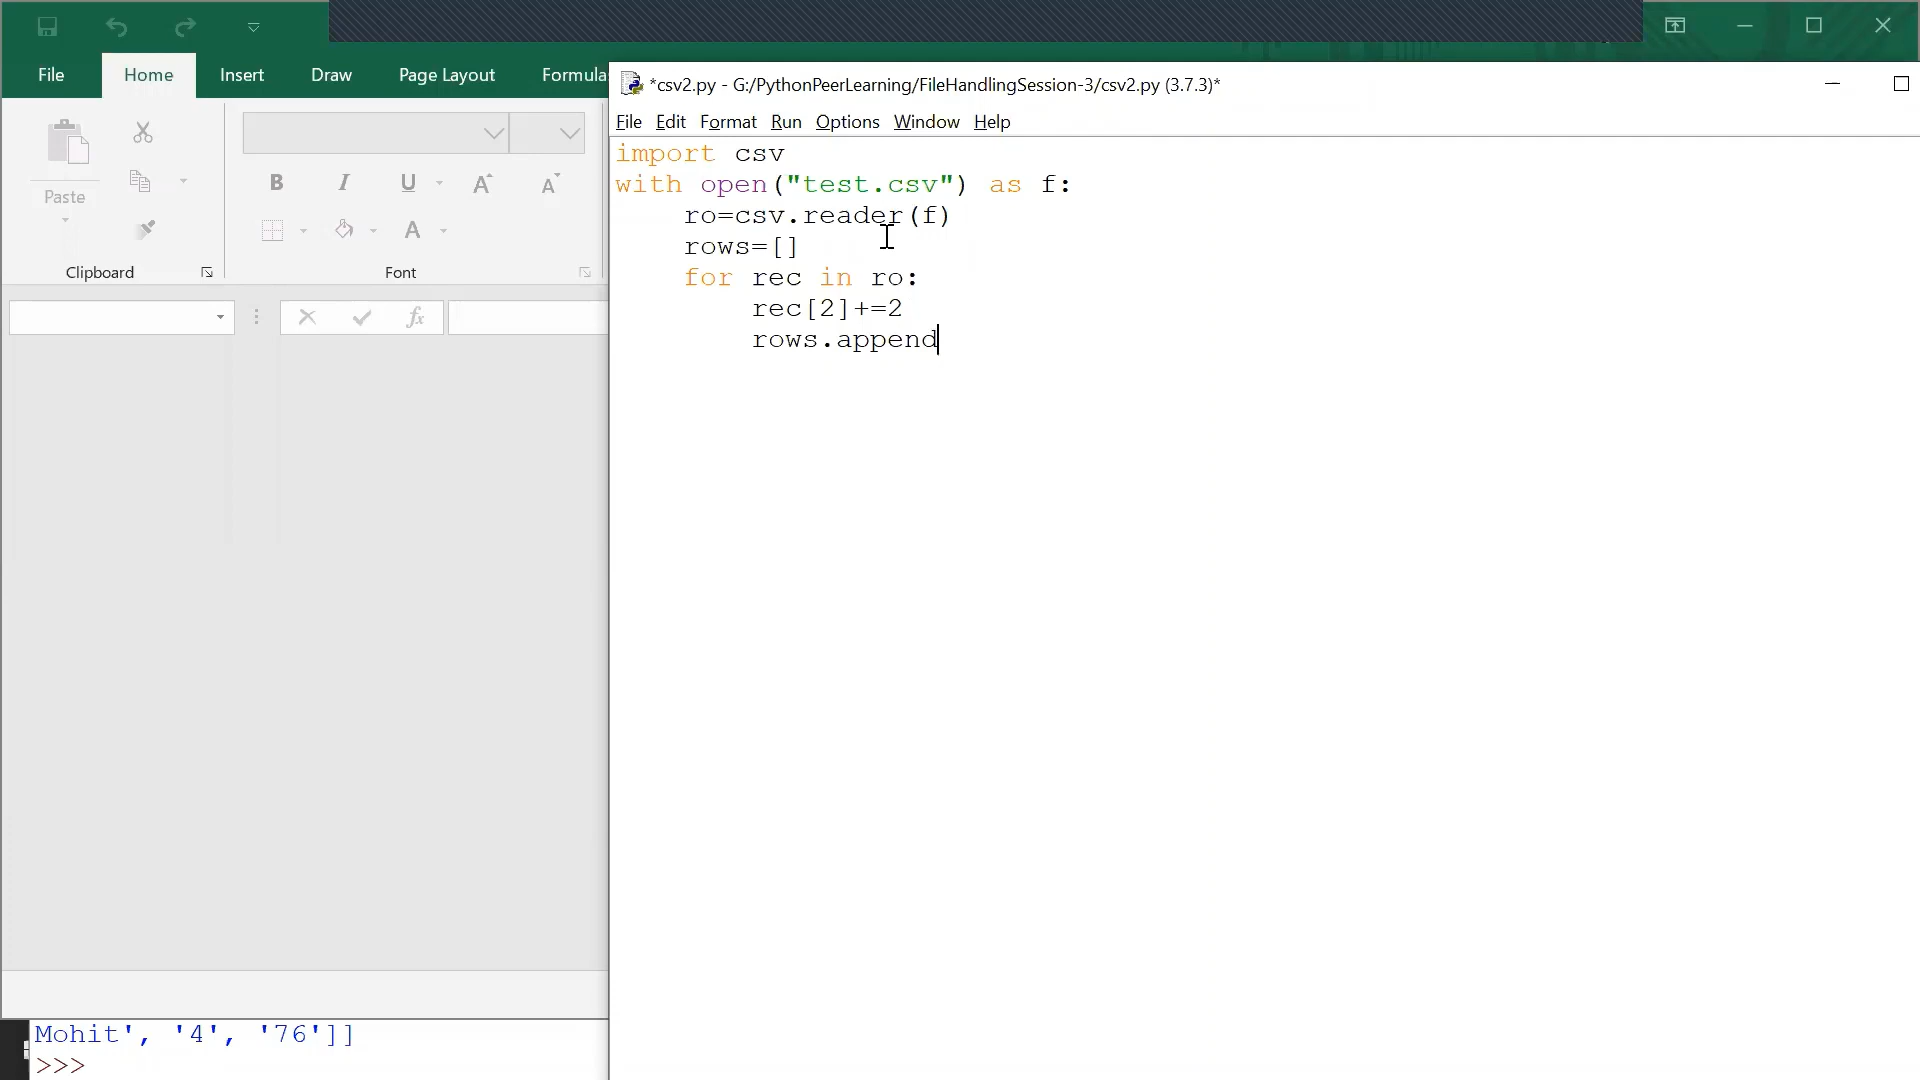 File Home Insert Draw Page Layout Formulas
Paste
B I U A A
A
Clipboard Font
fx
*csv2.py - G:/PythonPeerLearning/FileHandlingSession-3/csv2.py (3.7.3)*
File Edit Format Run Options Window Help
import csv
with open("test.csv") as f:
ro=csv.reader(f)
rows=[]
for rec in ro:
rec[2]+=2
rows.append
Mohit', '4', '76']]
>>>